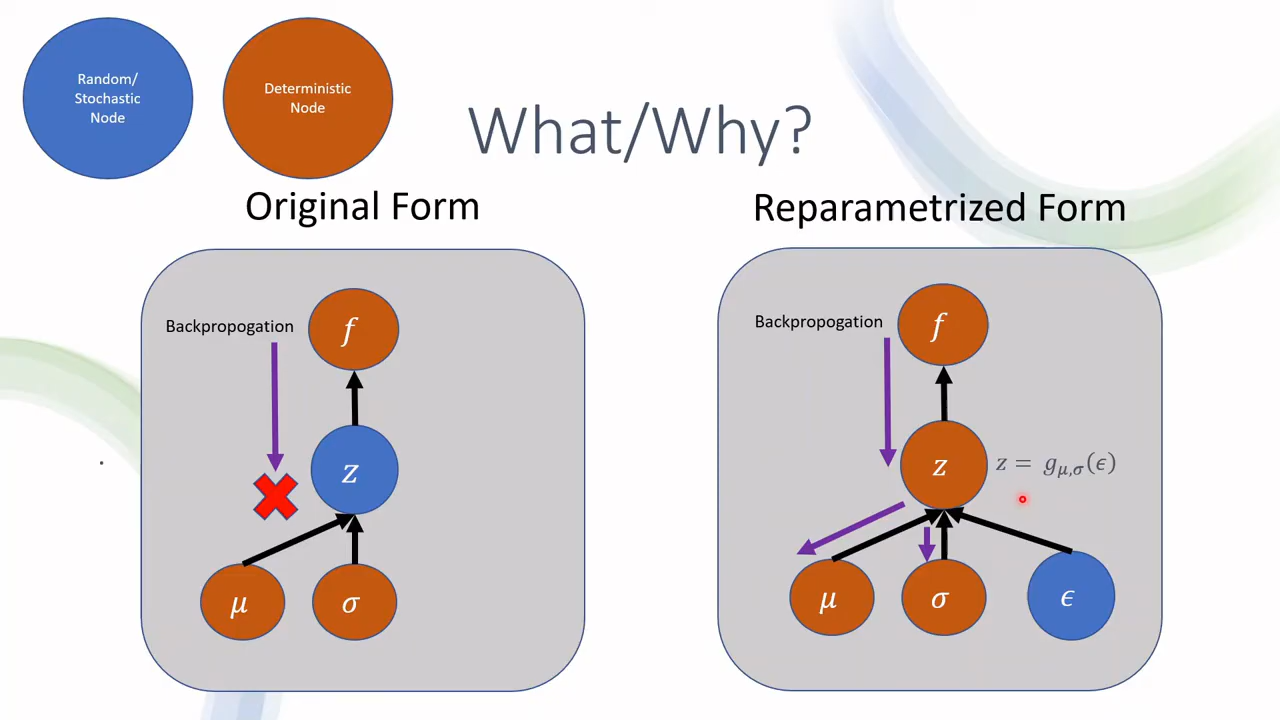 Random/
Stochastic
Node
Deterministic
Node
What/Why?
Original Form
Reparametrized Form
Backpropogation
f
z
μ
σ
Backpropogation
f
z
z = g_{μ,σ}(ϵ)
μ
σ
ϵ